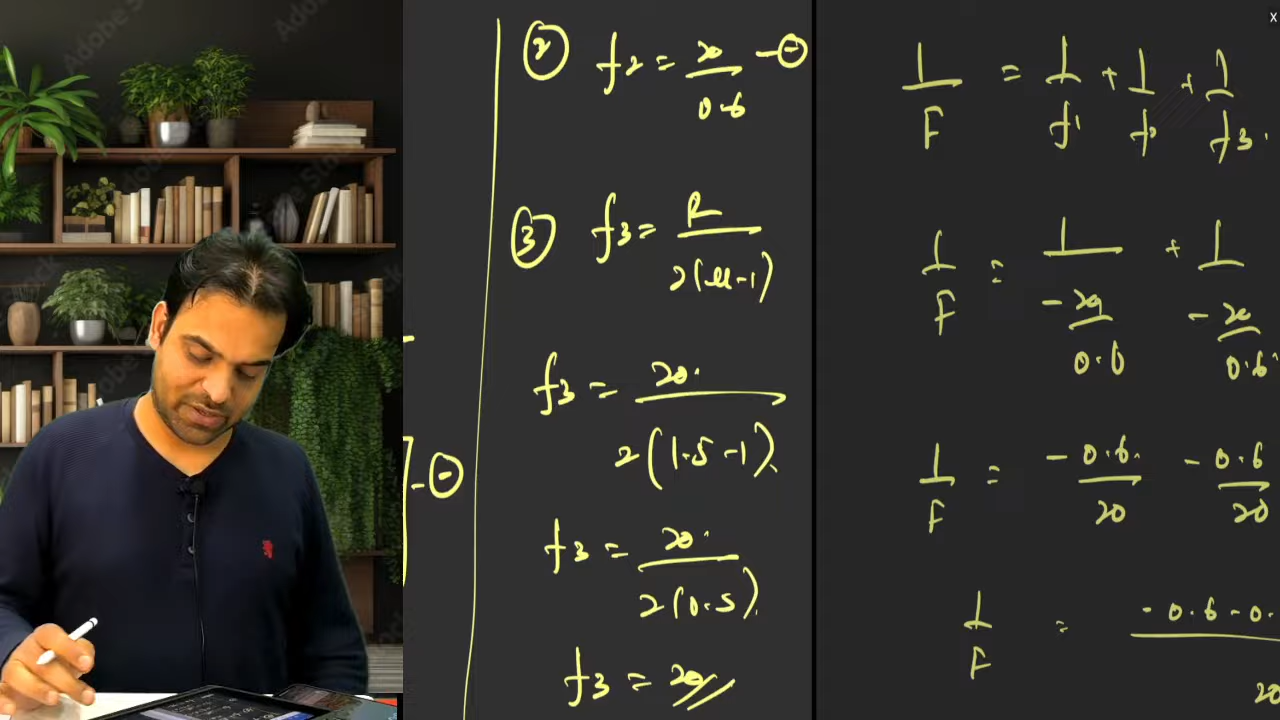 ② f2 = 20/0.6 -⊖
③ f3 = R/2(μ-1)
f3 = 20/2(1.5-1)
f3 = 20/2(0.5)
f3 = 20//
-⊖
1/F = 1/f1 + 1/f2 + 1/f3
1/F = 1/-20/0.6 + 1/-20/0.6
1/F = -0.6/20 -0.6/20
1/F = -0.6-0./20
x